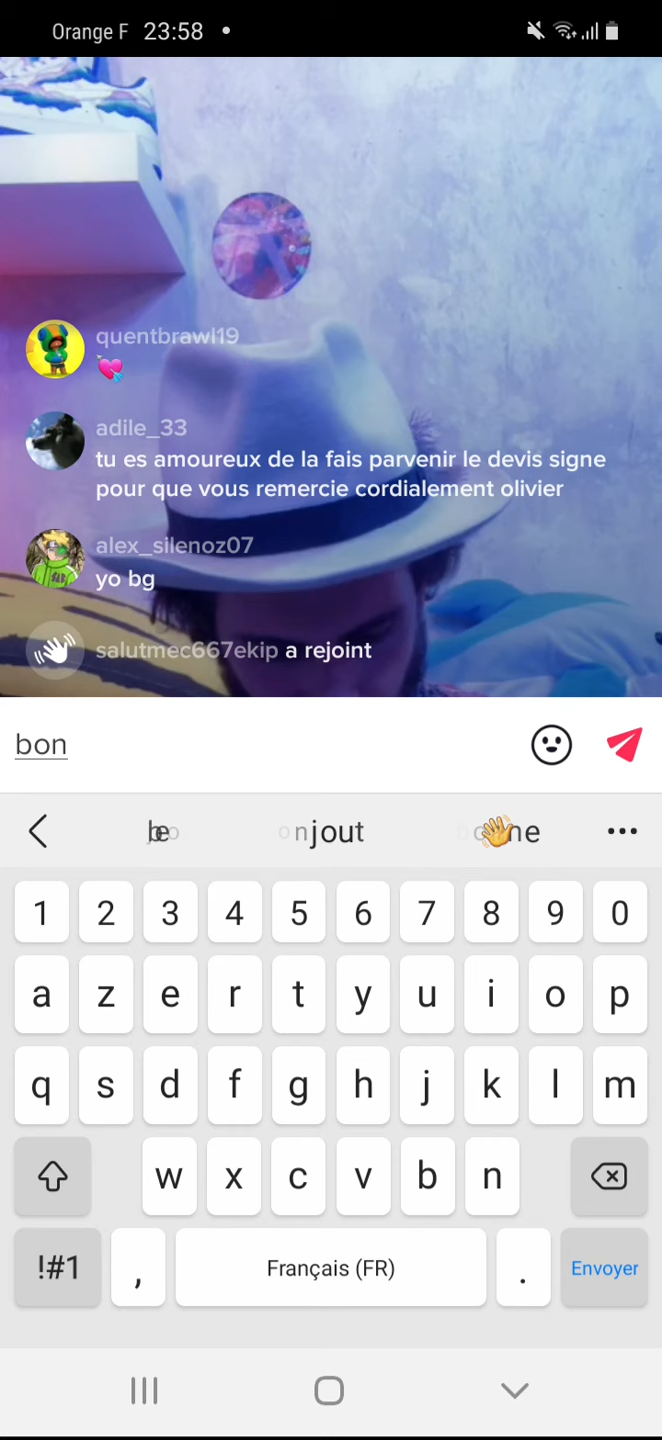 Orange F 23:58
quentbrawl19
adile_33
tu es amoureux de la fais parvenir le devis signe
pour que vous remercie cordialement olivier
alex_silenoz07
yo bg
salutmec667ekip a rejoint
bon
1 2 3 4 5 6 7 8 9 0
a z e r t y u i o p
q s d f g h j k l m
w x c v b n
!#1 , Français (FR) . Envoyer